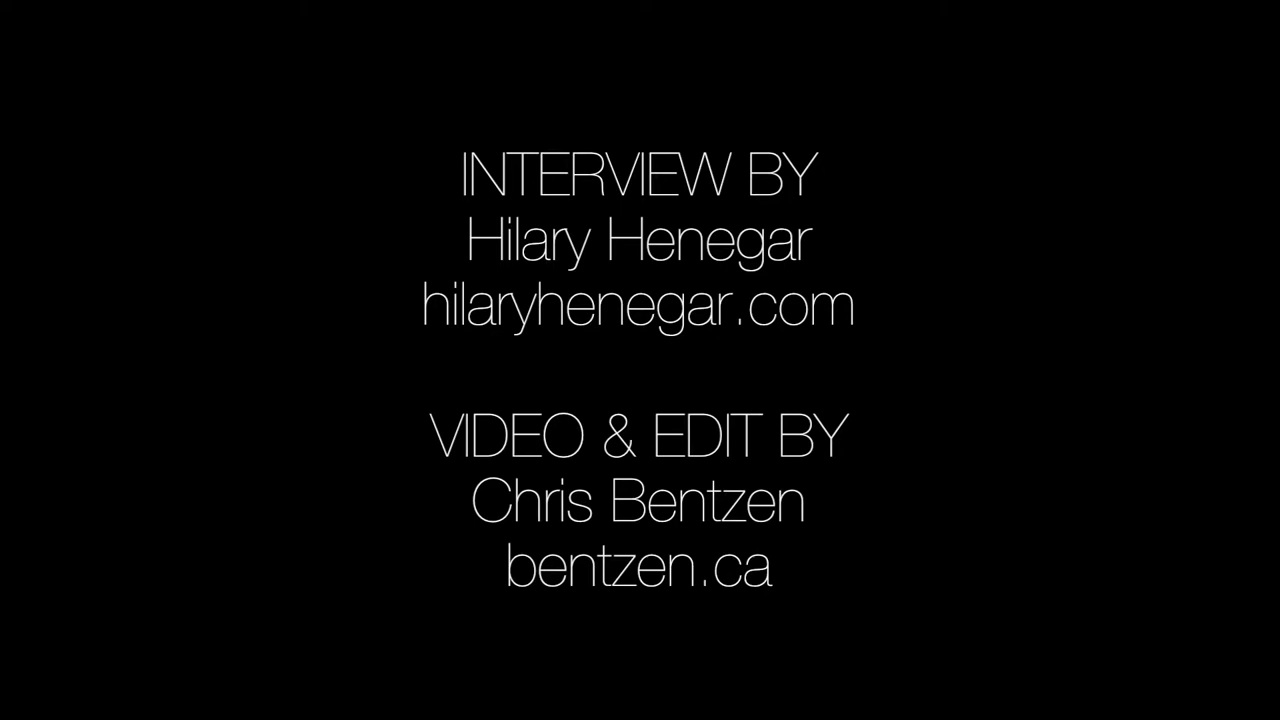 INTERVIEW BY
Hilary Henegar
hilaryhenegar.com
VIDEO & EDIT BY
Chris Bentzen
bentzen.ca